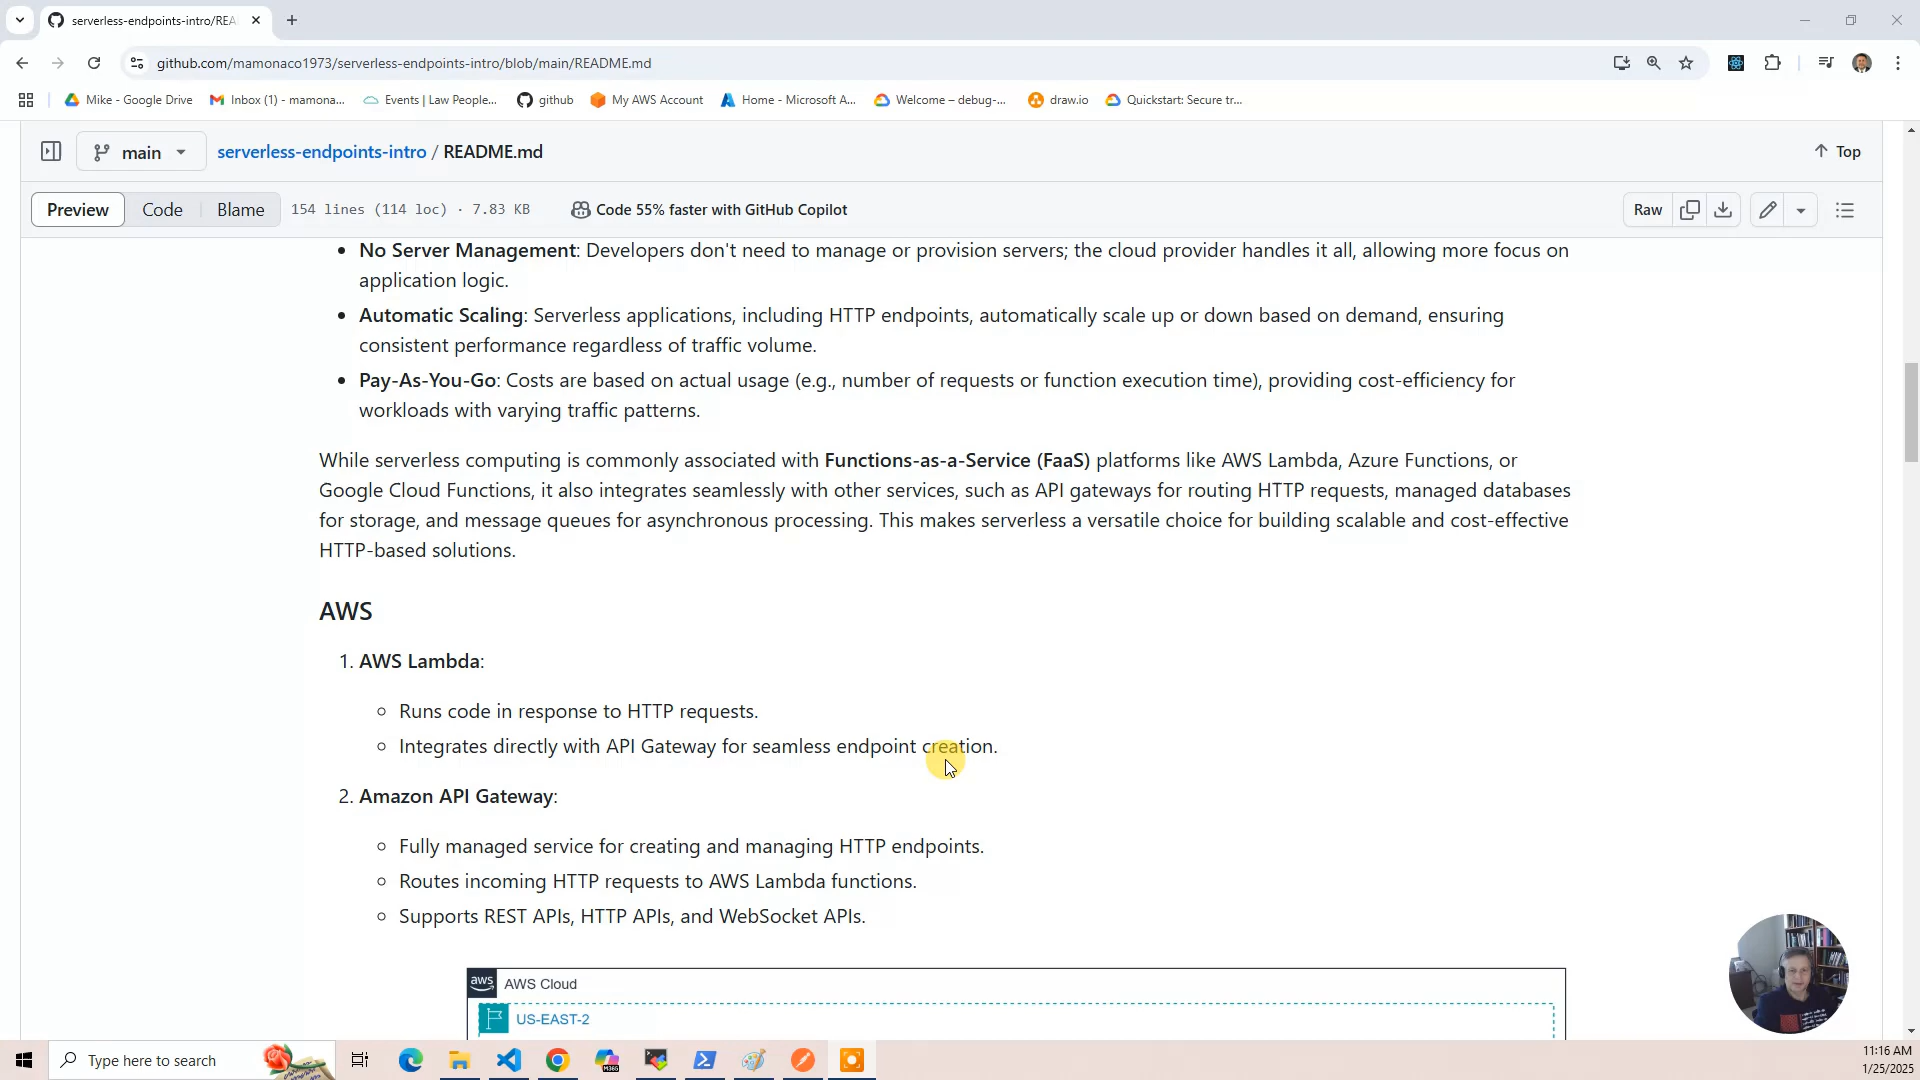 serverless-endpoints-intro/REA
github.com/mamonaco1973/serverless-endpoints-intro/blob/main/README.md
Mike - Google Drive
Inbox (1) - mamona...
Events | Law People...
github
My AWS Account
Home - Microsoft A...
Welcome – debug-...
draw.io
Quickstart: Secure tr...
main
serverless-endpoints-intro / README.md
Top
Preview
Code
Blame
154 lines (114 loc) · 7.83 KB
Code 55% faster with GitHub Copilot
Raw
• No Server Management: Developers don't need to manage or provision servers; the cloud provider handles it all, allowing more focus on
application logic.
• Automatic Scaling: Serverless applications, including HTTP endpoints, automatically scale up or down based on demand, ensuring
consistent performance regardless of traffic volume.
• Pay-As-You-Go: Costs are based on actual usage (e.g., number of requests or function execution time), providing cost-efficiency for
workloads with varying traffic patterns.
While serverless computing is commonly associated with Functions-as-a-Service (FaaS) platforms like AWS Lambda, Azure Functions, or
Google Cloud Functions, it also integrates seamlessly with other services, such as API gateways for routing HTTP requests, managed databases
for storage, and message queues for asynchronous processing. This makes serverless a versatile choice for building scalable and cost-effective
HTTP-based solutions.
AWS
1. AWS Lambda:
○ Runs code in response to HTTP requests.
○ Integrates directly with API Gateway for seamless endpoint creation.
2. Amazon API Gateway:
○ Fully managed service for creating and managing HTTP endpoints.
○ Routes incoming HTTP requests to AWS Lambda functions.
○ Supports REST APIs, HTTP APIs, and WebSocket APIs.
aws AWS Cloud
US-EAST-2
Type here to search
M365
11:16 AM
1/25/2025